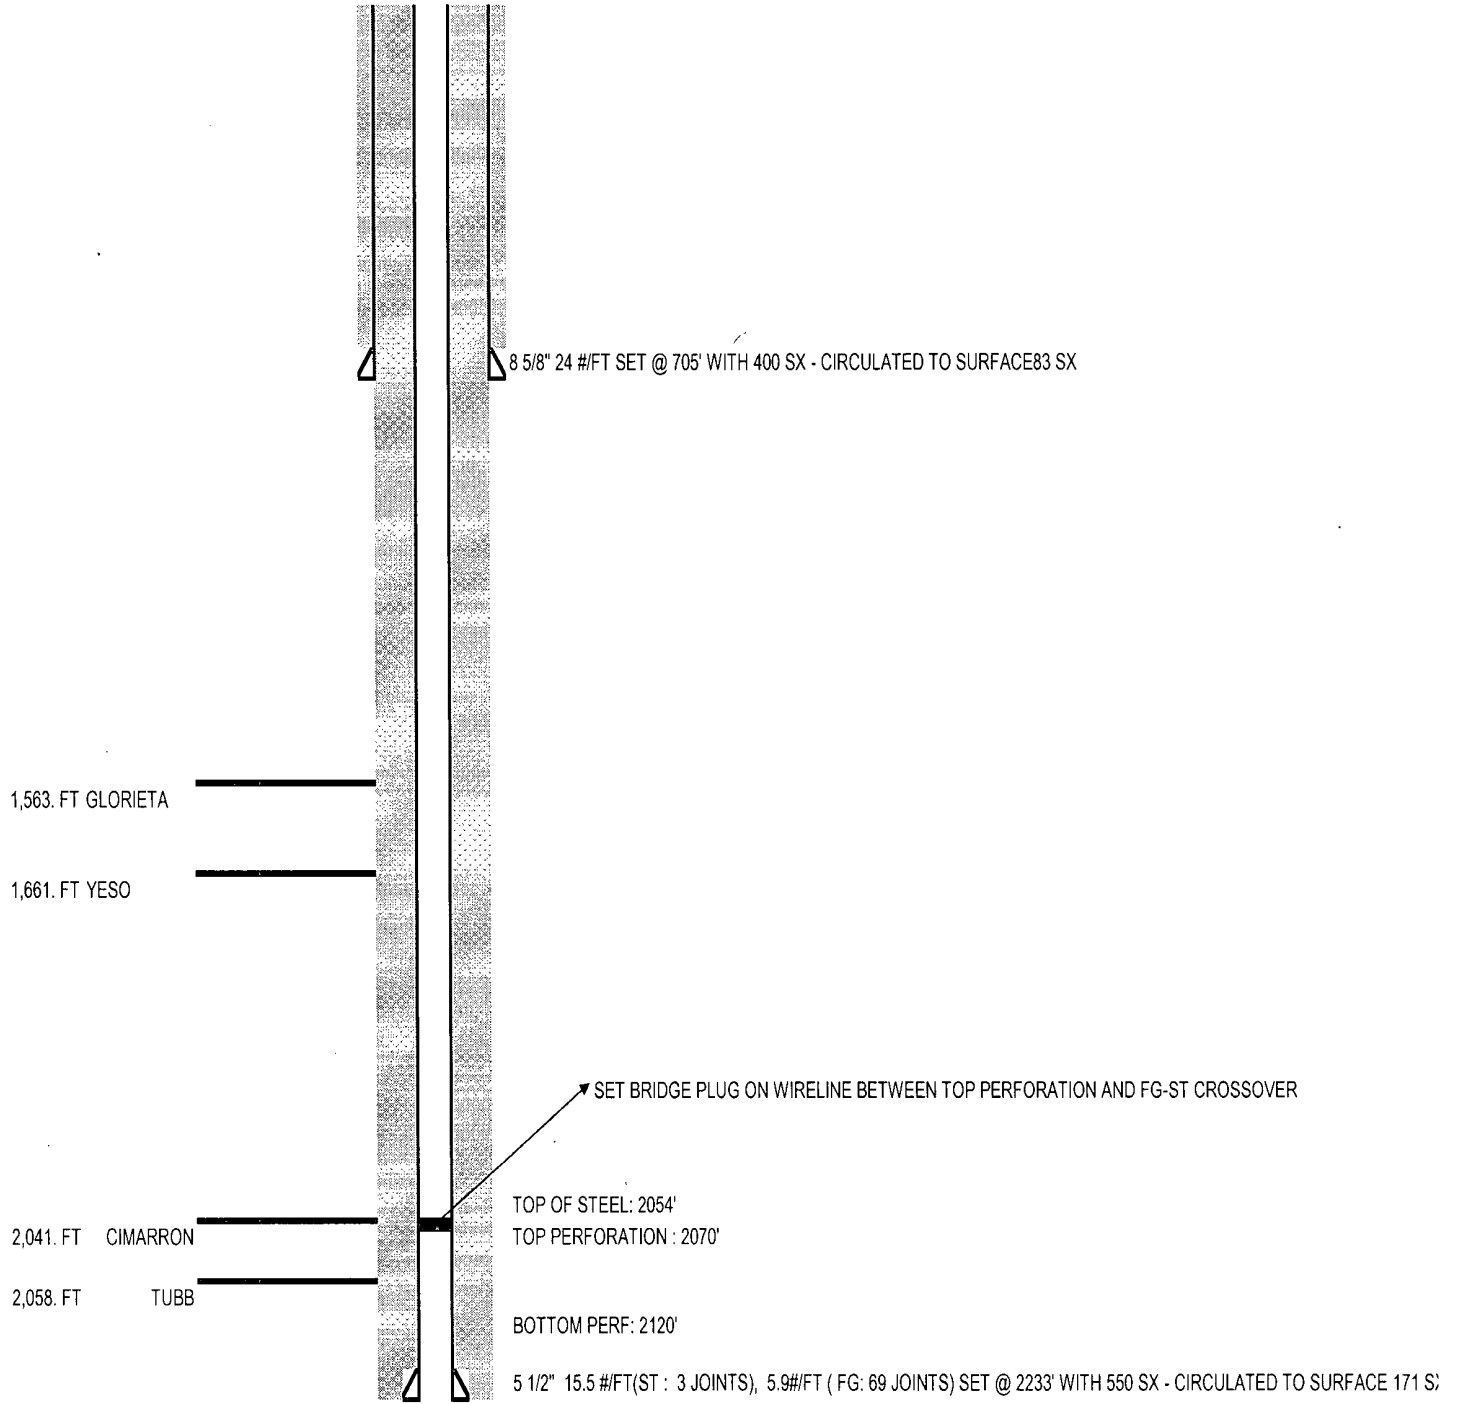 8 5/8" 24 #/FT SET @ 705' WITH 400 SX - CIRCULATED TO SURFACE83 SX
1,563. FT GLORIETA
1,661. FT YESO
SET BRIDGE PLUG ON WIRELINE BETWEEN TOP PERFORATION AND FG-ST CROSSOVER
TOP OF STEEL: 2054'
2,041. FT CIMARRON
TOP PERFORATION : 2070'
2,058. FT TUBB
BOTTOM PERF: 2120'
5 1/2" 15.5 #/FT(ST : 3 JOINTS), 5.9#/FT ( FG: 69 JOINTS) SET @ 2233' WITH 550 SX - CIRCULATED TO SURFACE 171